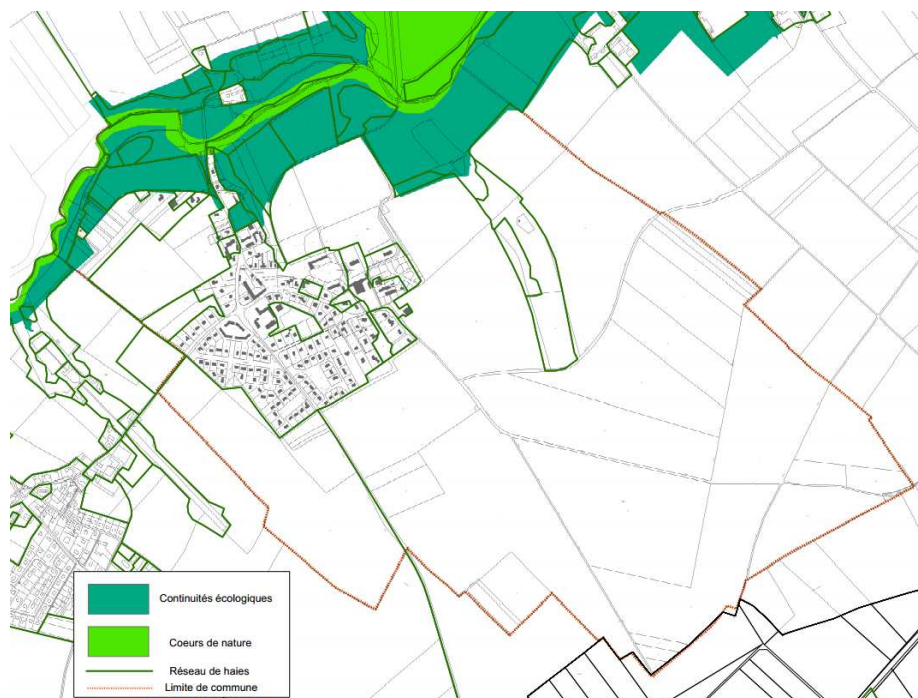 Continuités écologiques
Coeurs de nature
Réseau de haies
Limite de commune